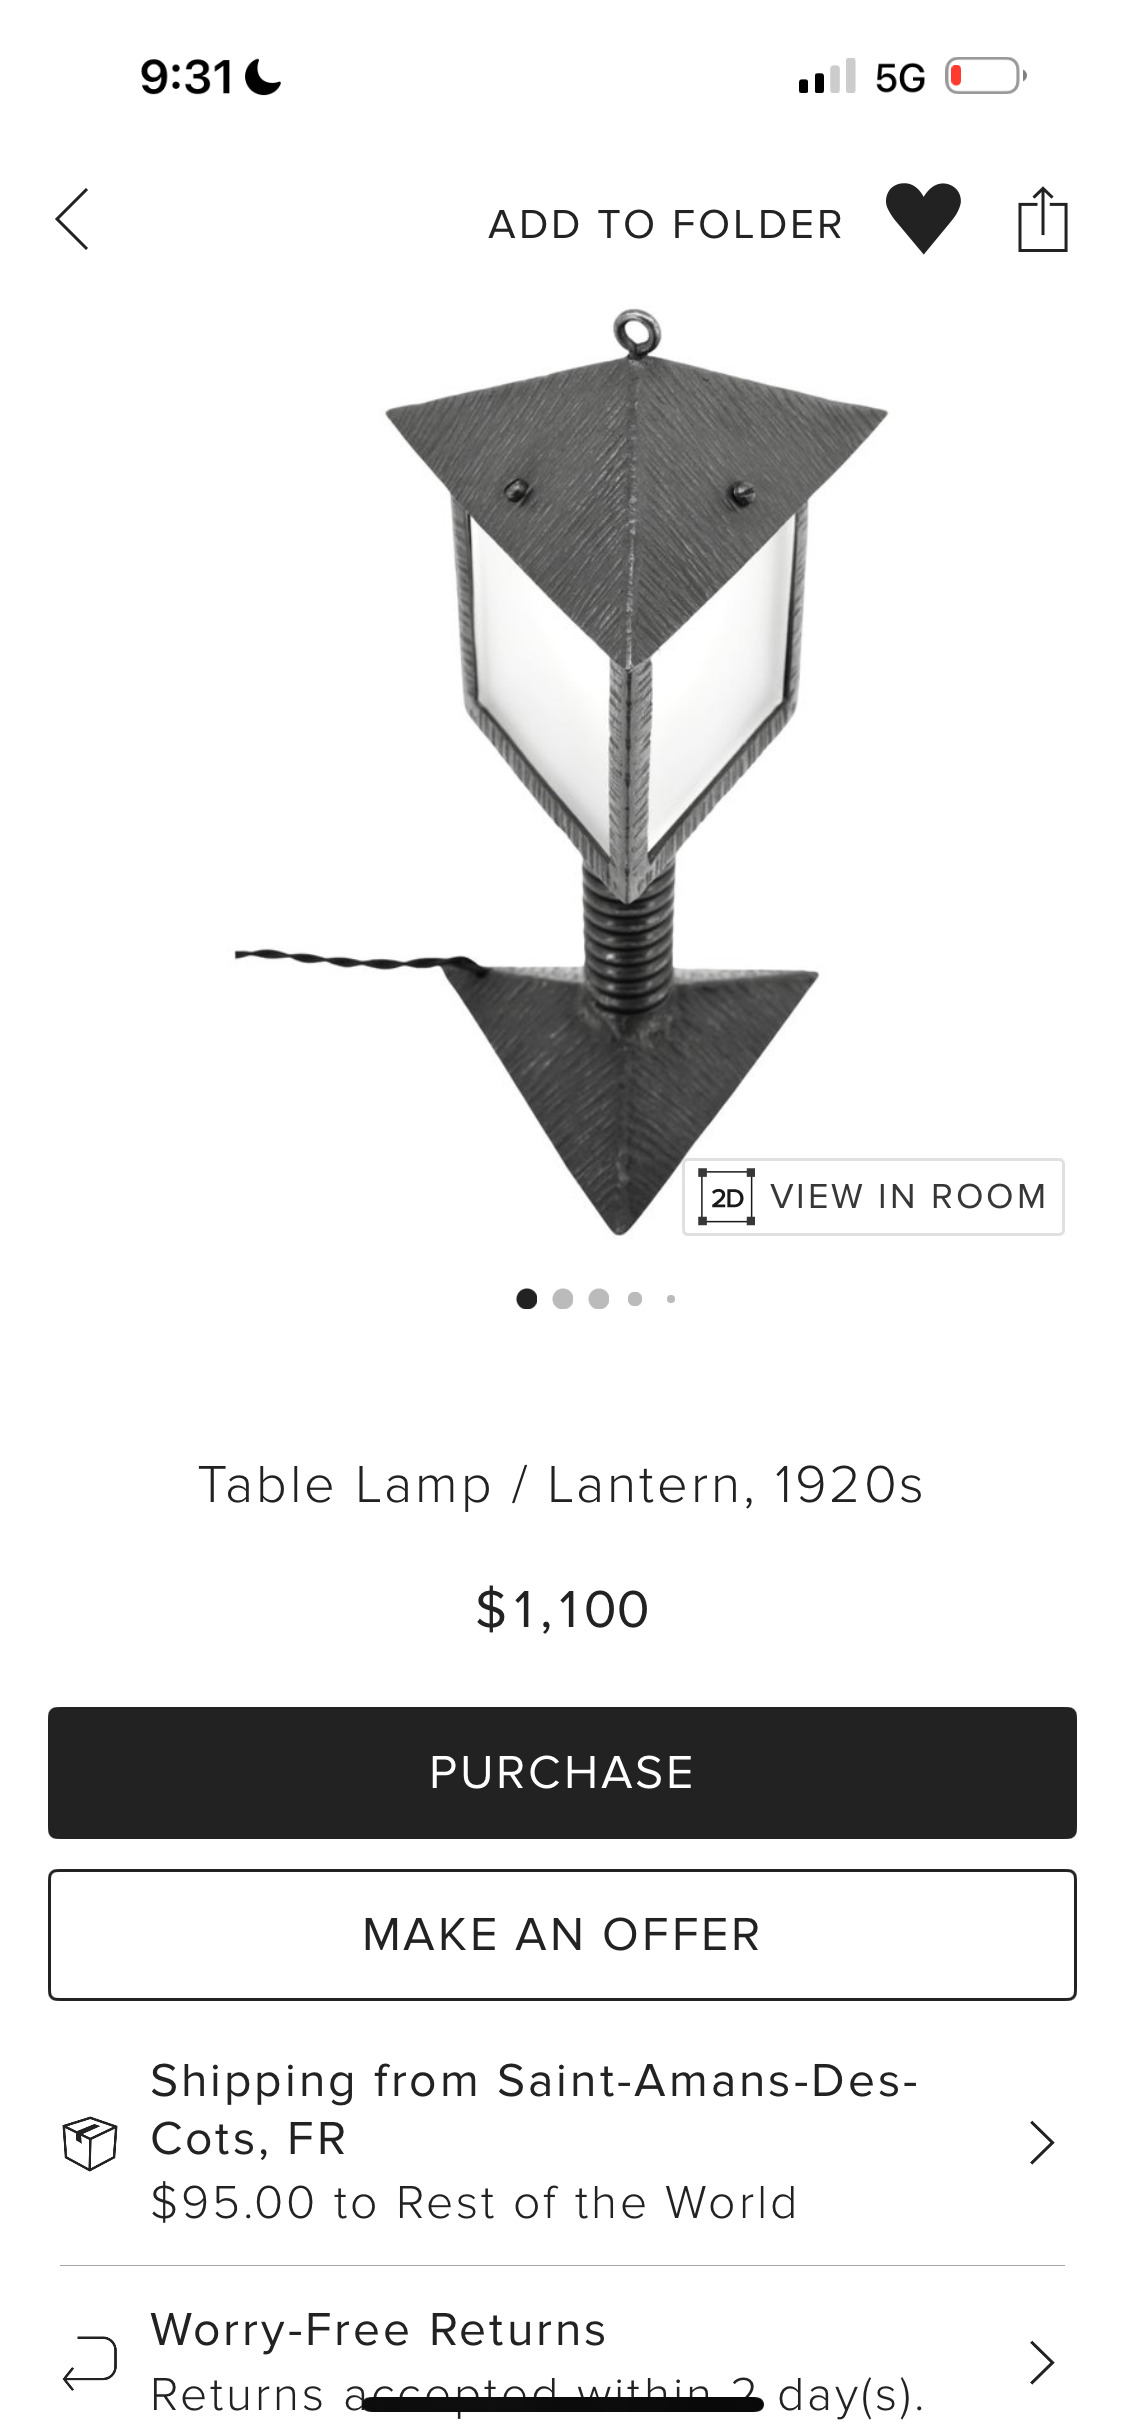 9:31
5G
ADD TO FOLDER
2D VIEW IN ROOM
Table Lamp / Lantern, 1920s
$1,100
PURCHASE
MAKE AN OFFER
Shipping from Saint-Amans-Des-
Cots, FR
$95.00 to Rest of the World
Worry-Free Returns
Returns accepted within 2 day(s).